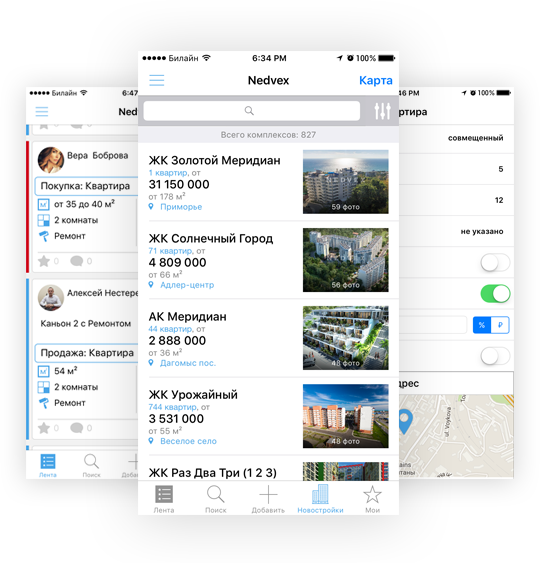 Билайн
6:47
Ned
Вера Боброва
Покупка: Квартира
от 35 до 40 м²
2 комнаты
Ремонт
0
0
Алексей Нестере
Каньон 2 с Ремонтом
Продажа: Квартира
54 м²
2 комнаты
Ремонт
0
0
Лента
Поиск
Доба
Билайн
6:34 PM
100%
Nedvex
Карта
Всего комплексов: 827
ЖК Золотой Меридиан
1 квартир, от
31 150 000
от 178 м²
Приморье
59 фото
ЖК Солнечный Город
71 квартир, от
4 809 000
от 66 м²
Адлер-центр
56 фото
АК Меридиан
44 квартир, от
2 888 000
от 36 м²
Дагомыс пос.
48 фото
ЖК Урожайный
744 квартир, от
3 531 000
от 55 м²
Веселое село
48 фото
ЖК Раз Два Три (1 2 3)
Лента
Поиск
Добавить
Новостройки
Мои
46 PM
100%
ртира
совмещенный
5
12
не указано
%
₽
дрес
ul. Voykova